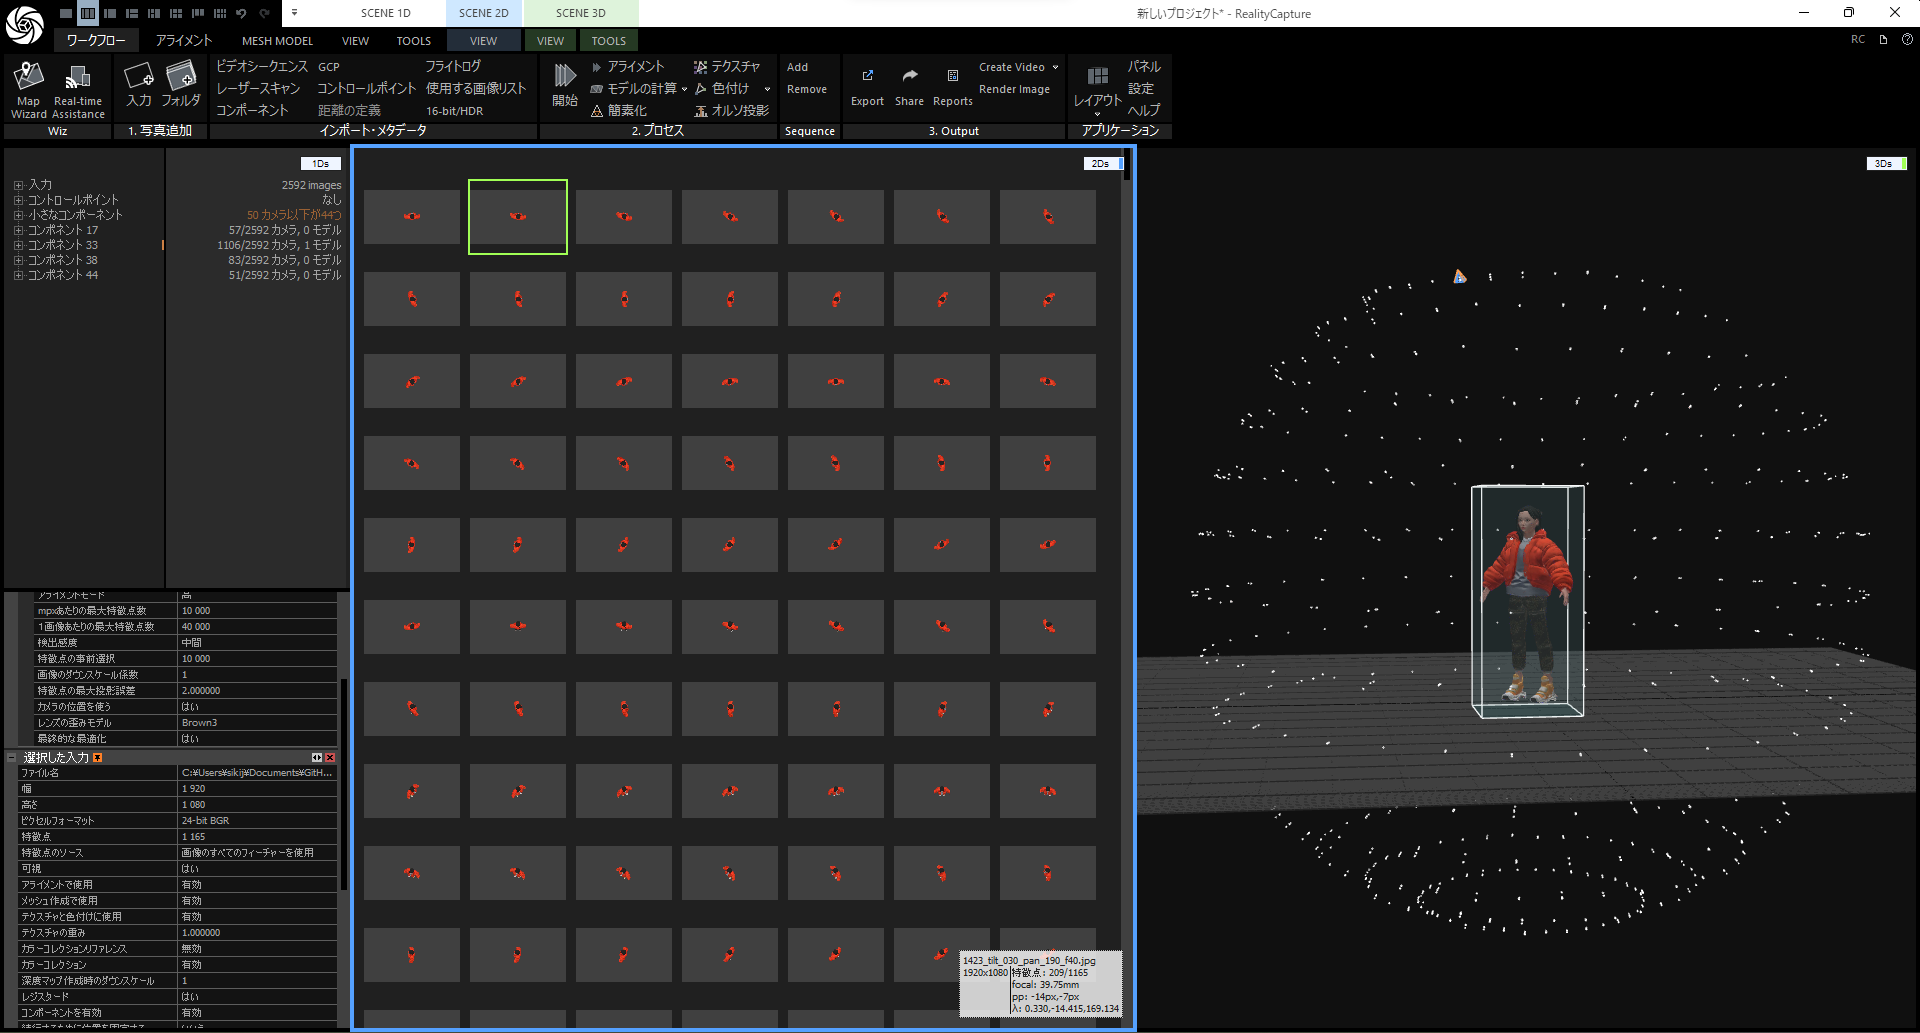 SCENE 1D
SCENE 2D
SCENE 3D
新しいプロジェクト* - RealityCapture
ワークフロー
アライメント
MESH MODEL
VIEW
TOOLS
VIEW
VIEW
TOOLS
RC
Map Wizard
Real-time Assistance
Wiz
入力
フォルダ
1. 写真追加
ビデオシークエンス
GCP
フライトログ
レーザースキャン
コントロールポイント
使用する画像リスト
コンポーネント
距離の定義
16-bit/HDR
インポート・メタデータ
開始
アライメント
テクスチャ
モデルの計算
色付け
簡素化
オルソ投影
2. プロセス
Add
Remove
Sequence
Export
Share
Reports
Create Video
Render Image
3. Output
レイアウト
パネル
設定
ヘルプ
アプリケーション
1Ds
入力 2592 images
コントロールポイント なし
小さなコンポーネント 50 カメラ以下が44つ
コンポネント 17 57/2592 カメラ, 0 モデル
コンポネント 33 1106/2592 カメラ, 1 モデル
コンポネント 38 83/2592 カメラ, 0 モデル
コンポネント 44 51/2592 カメラ, 0 モデル
アライメントモード 高
mpxあたりの最大特徴点数 10 000
1画像あたりの最大特徴点数 40 000
検出感度 中間
特徴点の事前選択 10 000
画像のダウンスケール係数 1
特徴点の最大投影誤差 2.000000
カメラの位置を使う はい
レンズの歪みモデル Brown3
最終的な最適化 はい
選択した入力
ファイル名 C:¥Users¥sikij¥Documents¥GitH...
幅 1 920
高さ 1 080
ピクセルフォーマット 24-bit BGR
特徴点 1 165
特徴点のソース 画像のすべてのフィーチャーを使用
可視 はい
アライメントで使用 有効
メッシュ作成で使用 有効
テクスチャと色付けに使用 有効
テクスチャの重み 1.000000
カラーコレクションリファレンス 無効
カラーコレクション 有効
深度マップ作成時のダウンスケール 1
レジスタード はい
コンポーネントを有効 有効
2Ds
1423_tilt_030_pan_190_f40.jpg
1920x1080 特徴点: 209/1165
focal: 39.75mm
pp: -14px,-7px
λ: 0.330,-14.415,169.134
3Ds